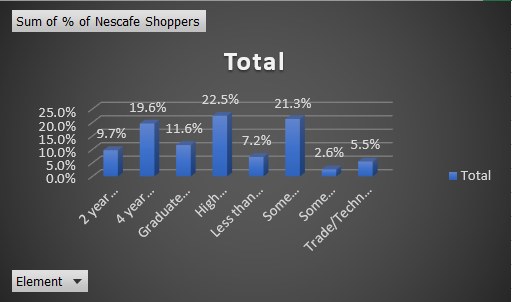 Sum of % of Nescafe Shoppers
Total
25.0%
20.0%
15.0%
10.0%
5.0%
0.0%
9.7%
19.6%
11.6%
22.5%
7.2%
21.3%
2.6%
5.5%
2 year...
4 year...
Graduate...
High...
Less than...
Some...
Some...
Trade/Techn...
Total
Element